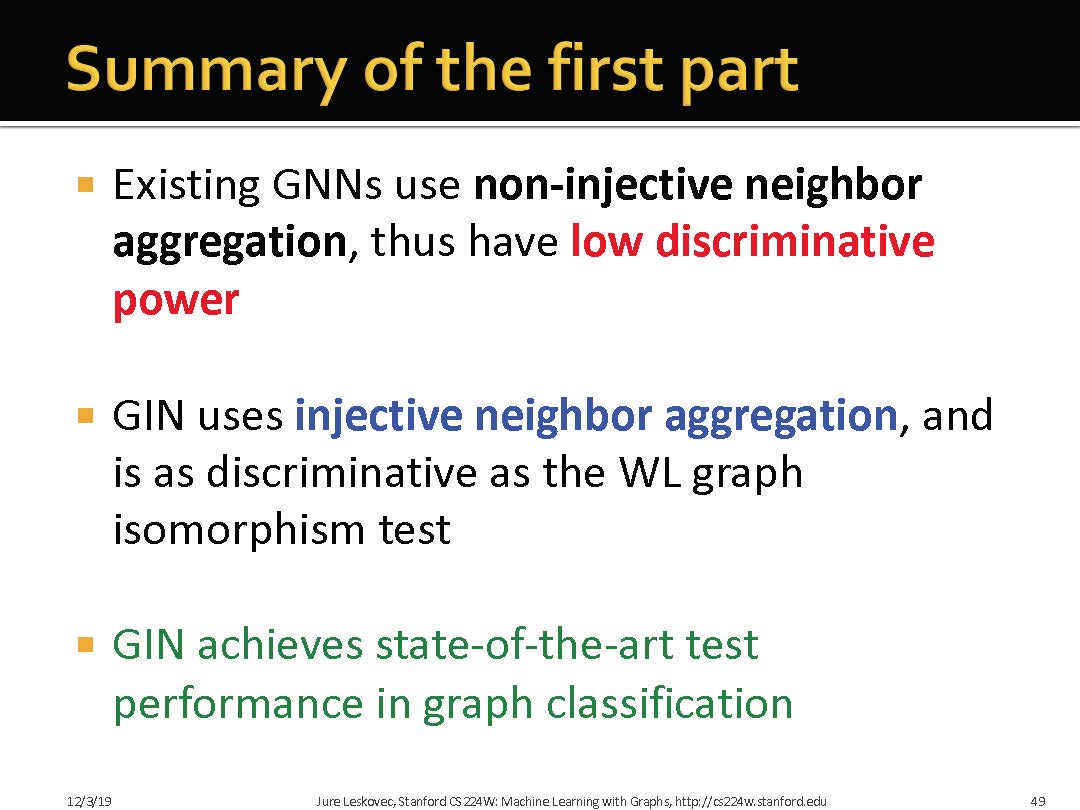 Summary of the first part
Existing GNNs use non-injective neighbor
aggregation, thus have low discriminative
power
GIN uses injective neighbor aggregation, and
is as discriminative as the WL graph
isomorphism test
GIN achieves state-of-the-art test
performance in graph classification
12/3/19
Jure Leskovec, Stanford CS224W: Machine Learning with Graphs, http://cs224w.stanford.edu
49